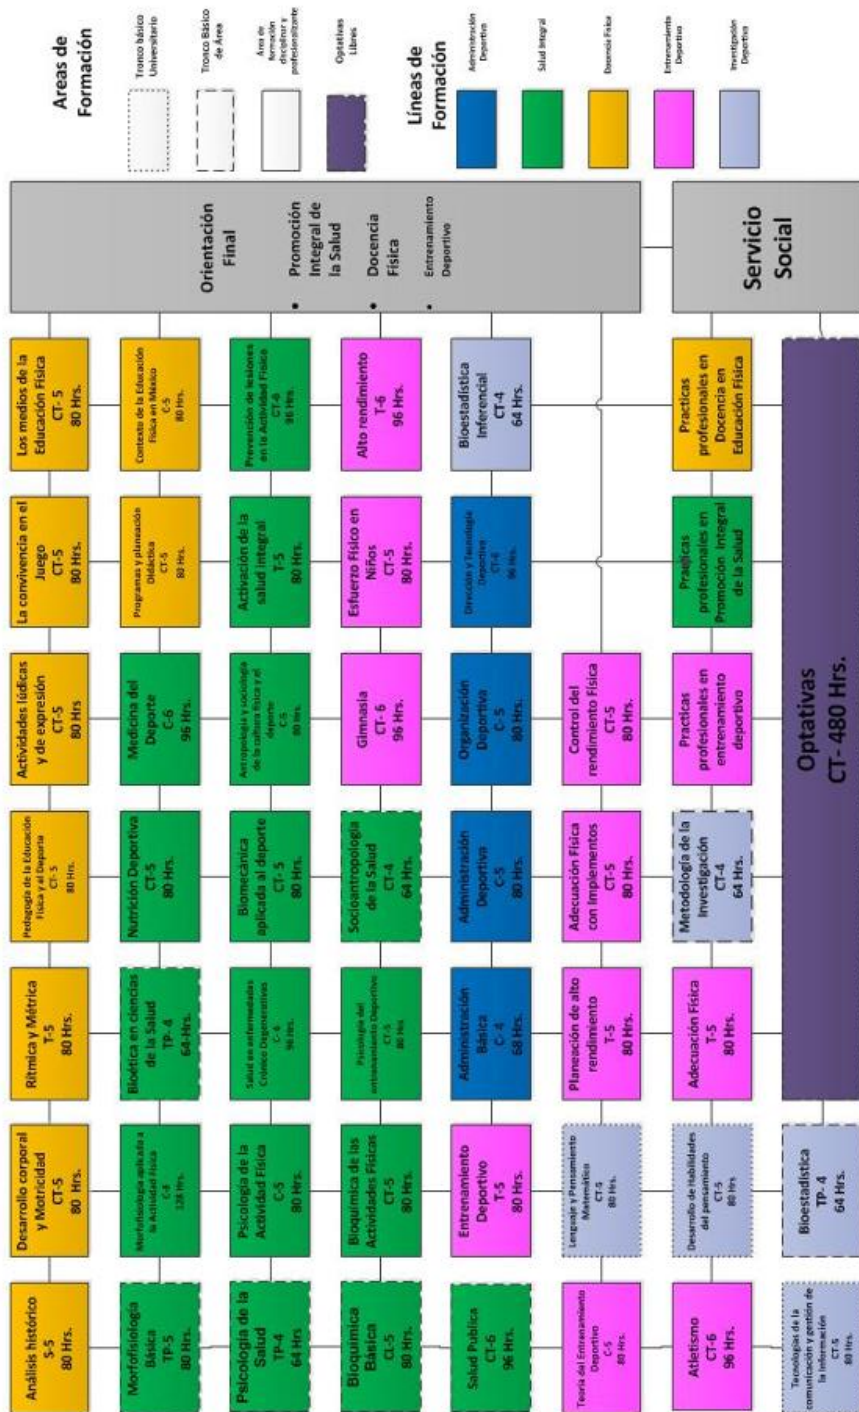 Análisis histórico
S-5
80 Hrs.
Desarrollo corporal
y Motricidad
CT-5
80 Hrs.
Rítmica y Métrica
T-5
80 Hrs.
Pedagogía de la Educación
Física y el Deporte
CT- 5
80 Hrs.
Actividades lúdicas
y de expresión
CT-5
80 Hrs
La convivencia en el
Juego
CT-5
80 Hrs.
Los medios de la
Educación Física
CT- 5
80 Hrs.
Morfofisiología
Básica
TP-5
80 Hrs.
Morfofisiología aplicada a
la Actividad Física
C-8
128 Hrs.
Bioética en ciencias
de la Salud
TP- 4
64 Hrs.
Nutrición Deportiva
CT-5
80 Hrs.
Medicina del
Deporte
C-6
96 Hrs.
Programas y planeación
Didáctica
CT-5
80 Hrs.
Contexto de la Educación
Física en México
C-5
80 Hrs.
Psicología de la
Salud
TP-4
64 Hrs
Psicología de la
Actividad Física
C-5
80 Hrs.
Salud en enfermedades
Crónico Degenerativas
C-6
96 Hrs.
Biomecánica
aplicada al deporte
CT- 5
80 Hrs.
Antropología y sociología
de la cultura física y el
deporte
C-6
80 Hrs.
Activación de la
salud integral
T-5
80 Hrs.
Prevención de lesiones
en la Actividad Física
CT-6
96 Hrs.
Bioquímica
Básica
CL-5
80 Hrs.
Bioquímica de las
Actividades Físicas
CT-5
80 Hrs.
Psicología del
entrenamiento Deportivo
CT-5
80 Hrs.
Socioantropología
de la Salud
CT-4
64 Hrs.
Gimnasia
CT- 6
96 Hrs.
Esfuerzo Físico en
Niños
CT-5
80 Hrs.
Alto rendimiento
T-6
96 Hrs.
Salud Publica
CT-6
96 Hrs.
Entrenamiento
Deportivo
T-5
80 Hrs.
Administración
Básica
C- 4
68 Hrs.
Administración
Deportiva
C-5
80 Hrs.
Organización
Deportiva
C- 5
80 Hrs.
Dirección y Tecnología
Deportiva
CT-6
96 Hrs.
Bioestadística
Inferencial
CT-4
64 Hrs.
Teoría del Entrenamiento
Deportivo
C-5
80 Hrs.
Lenguaje y Pensamiento
Matemático
CT-5
80 Hrs.
Planeación de alto
rendimiento
T-5
80 Hrs.
Adecuación Física
con Implementos
CT-5
80 Hrs.
Control del
rendimiento Física
CT-5
80 Hrs.
Atletismo
CT-6
96 Hrs.
Desarrollo de Habilidades
del pensamiento
CT-5
80 Hrs.
Adecuación Física
T-5
80 Hrs.
Metodología de la
Investigación
CT-4
64 Hrs.
Practicas
profesionales en
entrenamiento
deportivo
Practicas
profesionales en
Promoción Integral
de la Salud
Practicas
profesionales en
Docencia en
Educación Física
Tecnologías de la
comunicación y gestión de
la Información
CT-5
80 Hrs.
Bioestadística
TP- 4
64 Hrs.
Optativas
CT- 480 Hrs.
Orientación
Final
• Promoción
Integral de
la Salud
• Docencia
Física
• Entrenamiento
Deportivo
Servicio
Social
Areas de
Formación
Tronco básico
Universitario
Tronco Básico
de Área
Área de
formación
disciplinar y
profesionalizante
Optativas
Libres
Líneas de
Formación
Administración
Deportivo
Salud Integral
Docencia Física
Entrenamiento
Deportivo
Investigación
Deportivo